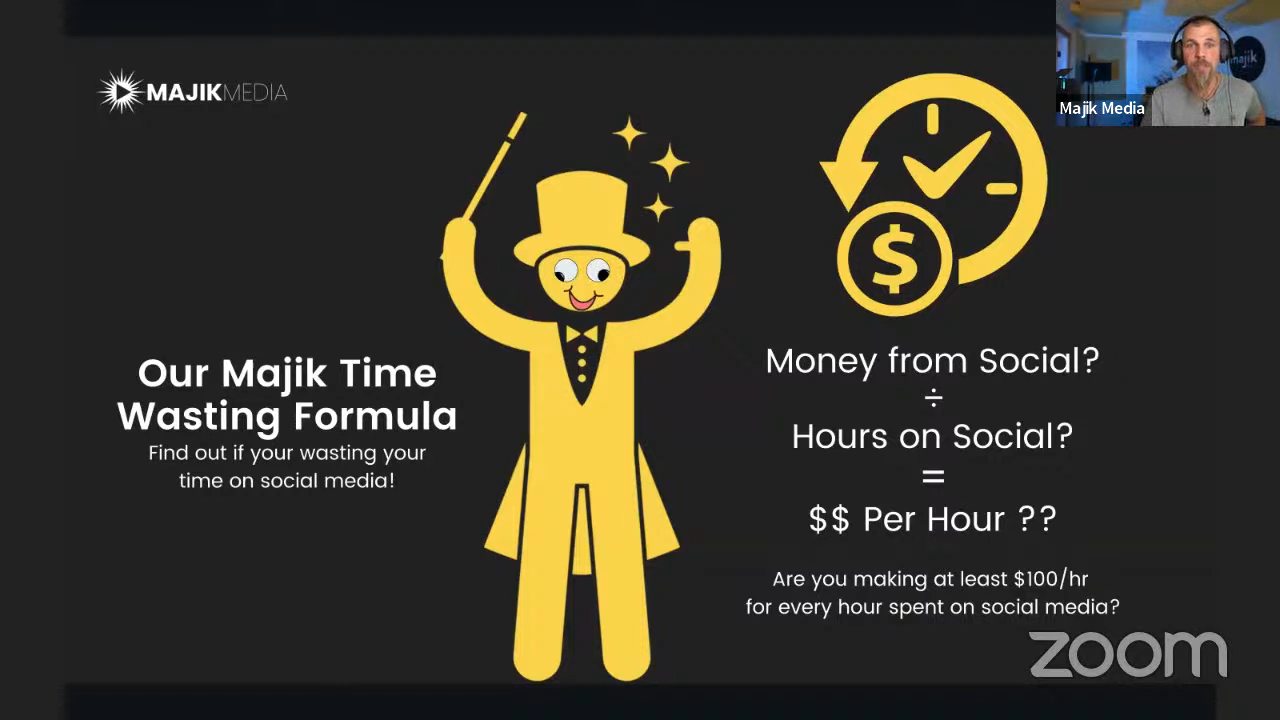 MAJIKMEDIA
majik
Majik Media
$
Our Majik Time
Wasting Formula
Find out if your wasting your
time on social media!
Money from Social?
÷
Hours on Social?
=
$$ Per Hour ??
Are you making at least $100/hr
for every hour spent on social media?
zoom